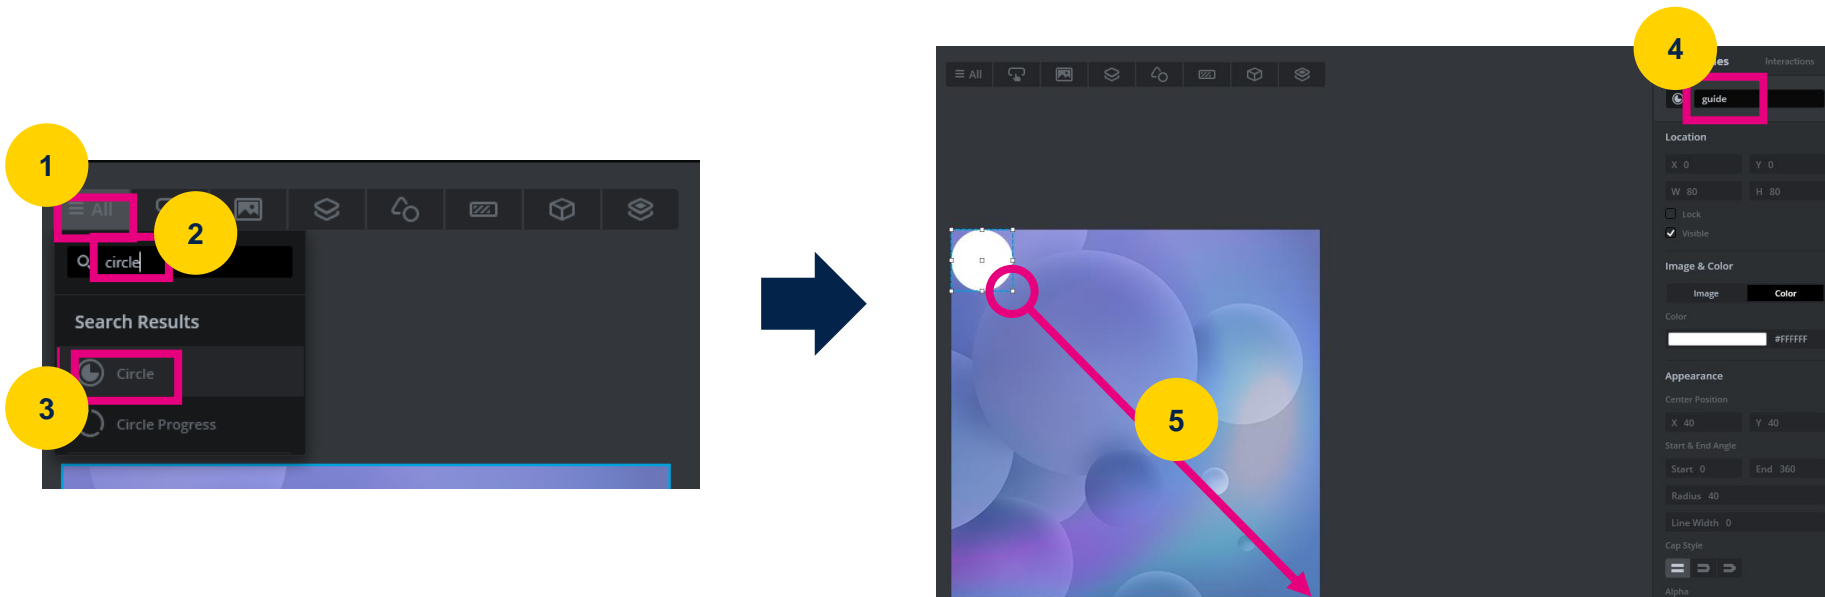 1
All
2
circle
Search Results
Circle
3
Circle Progress
4
All
Interactions
guide
Location
X 0
Y 0
W 80
H 80
Lock
Visible
Image & Color
Image
Color
Color
#FFFFFF
Appearance
Center Position
X 40
Y 40
Start & End Angle
Start 0
End 360
Radius 40
Line Width 0
Cap Style
Alpha
5